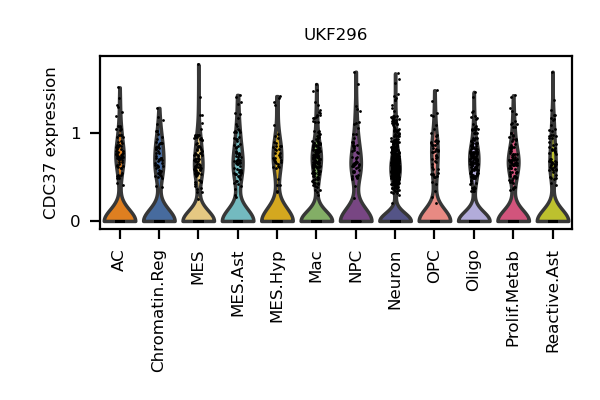 UKF296
CDC37 expression
1
0
AC
Chromatin.Reg
MES
MES.Ast
MES.Hyp
Mac
NPC
Neuron
OPC
Oligo
Prolif.Metab
Reactive.Ast